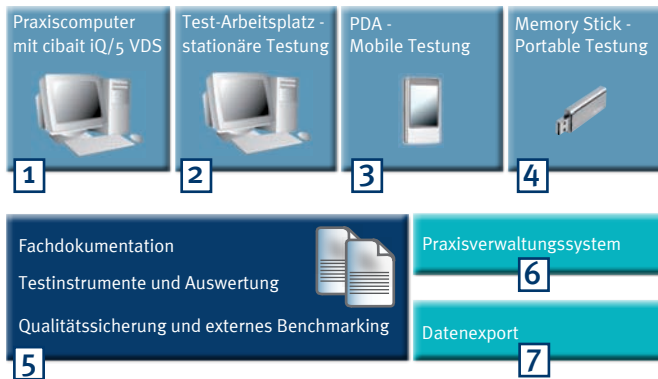 Praxiscomputer
mit cibait iQ/5 VDS
1
Test-Arbeitsplatz -
stationäre Testung
2
PDA -
Mobile Testung
3
Memory Stick -
Portable Testung
4
Fachdokumentation
Testinstrumente und Auswertung
Qualitätssicherung und externes Benchmarking
5
Praxisverwaltungssystem
6
Datenexport
7